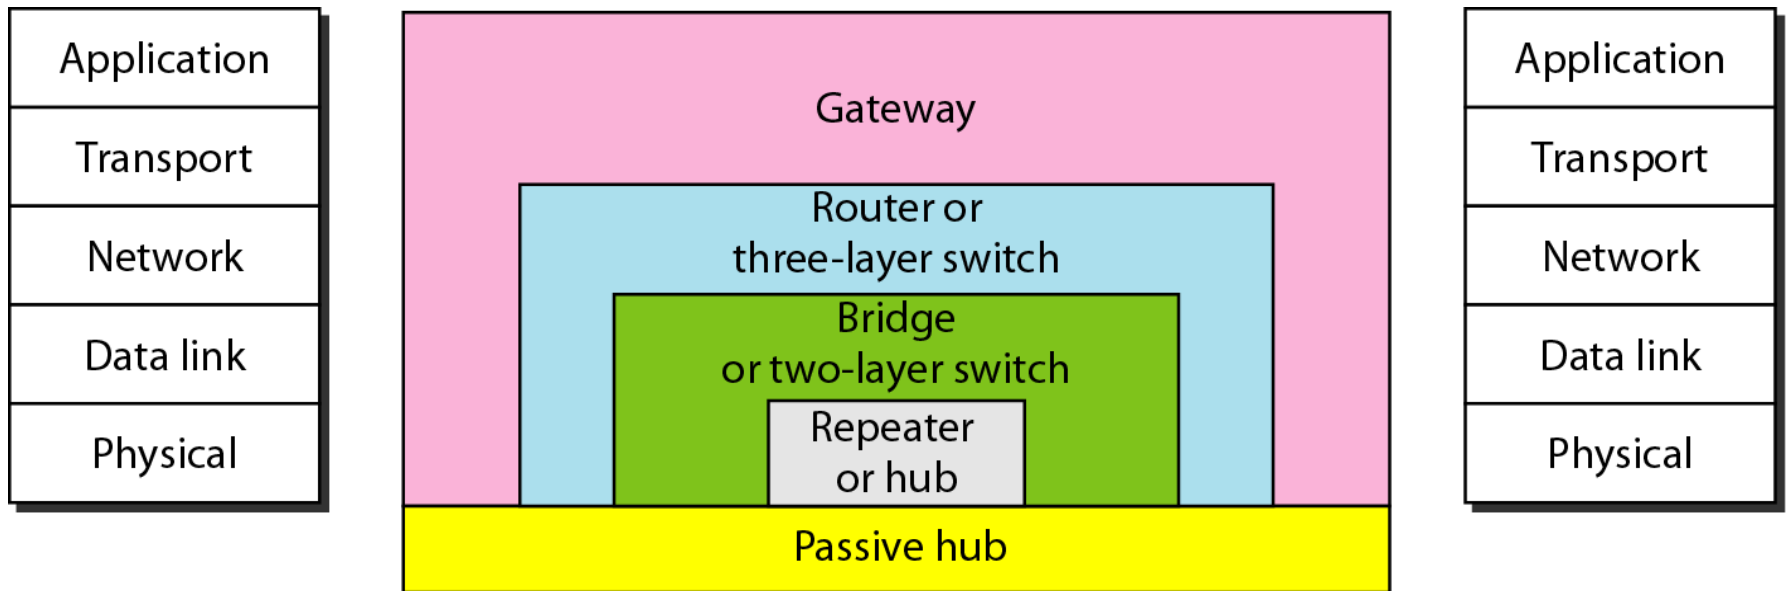 Application
Transport
Network
Data link
Physical
Gateway
Router or
three-layer switch
Bridge
or two-layer switch
Repeater
or hub
Passive hub
Application
Transport
Network
Data link
Physical